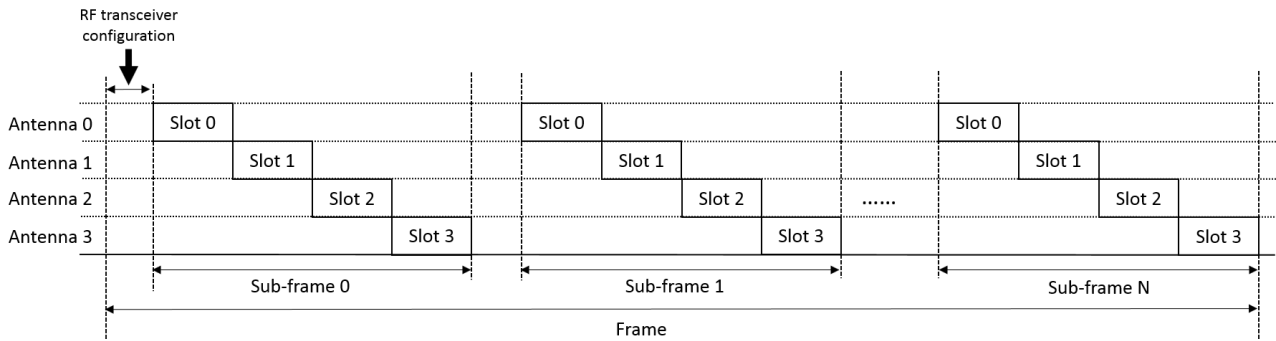 RF transceiver
configuration
Antenna 0
Slot 0
Slot 0
Slot 0
Antenna 1
Slot 1
Slot 1
Slot 1
Antenna 2
Slot 2
Slot 2
......
Slot 2
Antenna 3
Slot 3
Slot 3
Slot 3
Sub-frame 0
Sub-frame 1
Sub-frame N
Frame